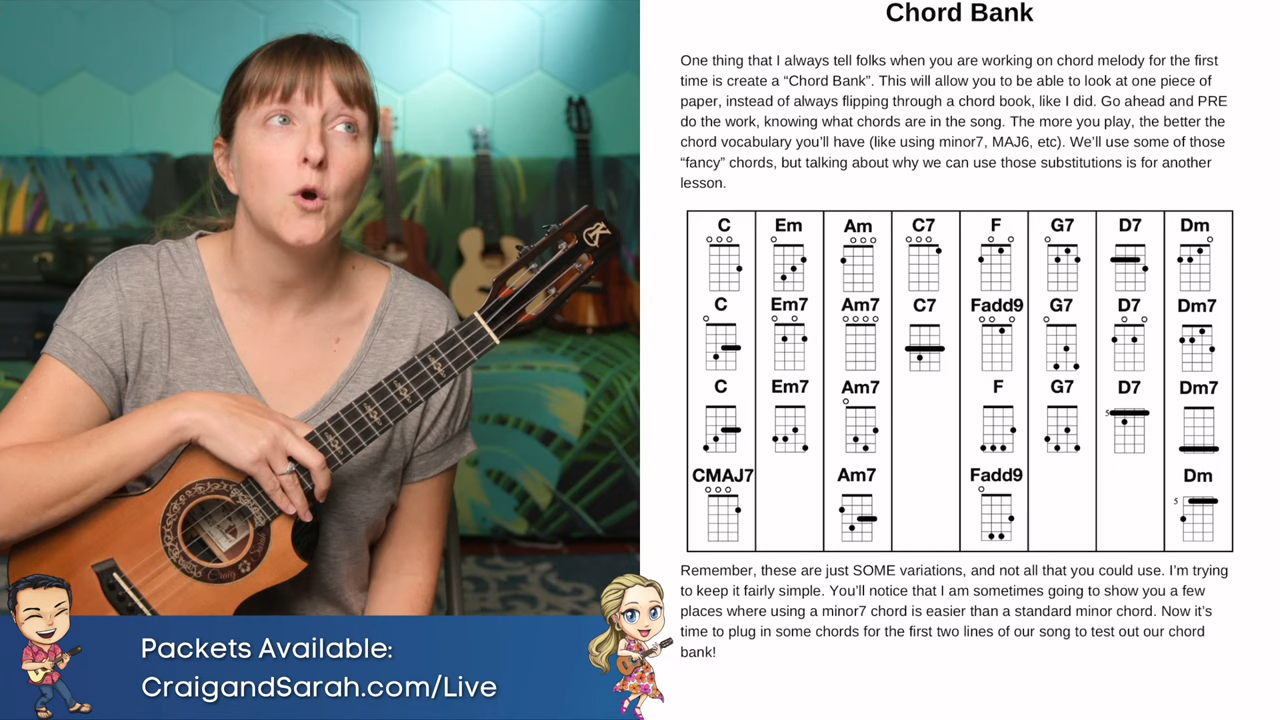 Chord Bank
One thing that I always tell folks when you are working on chord melody for the first
time is create a “Chord Bank”. This will allow you to be able to look at one piece of
paper, instead of always flipping through a chord book, like I did. Go ahead and PRE
do the work, knowing what chords are in the song. The more you play, the better the
chord vocabulary you’ll have (like using minor7, MAJ6, etc). We’ll use some of those
“fancy” chords, but talking about why we can use those substitutions is for another
lesson.
C Em Am C7 F G7 D7 Dm
C Em7 Am7 C7 Fadd9 G7 D7 Dm7
C Em7 Am7 F G7 D7 Dm7
5
CMAJ7 Am7 Fadd9 Dm
5
Remember, these are just SOME variations, and not all that you could use. I’m trying
to keep it fairly simple. You’ll notice that I am sometimes going to show you a few
places where using a minor7 chord is easier than a standard minor chord. Now it’s
time to plug in some chords for the first two lines of our song to test out our chord
bank!
Packets Available:
CraigandSarah.com/Live